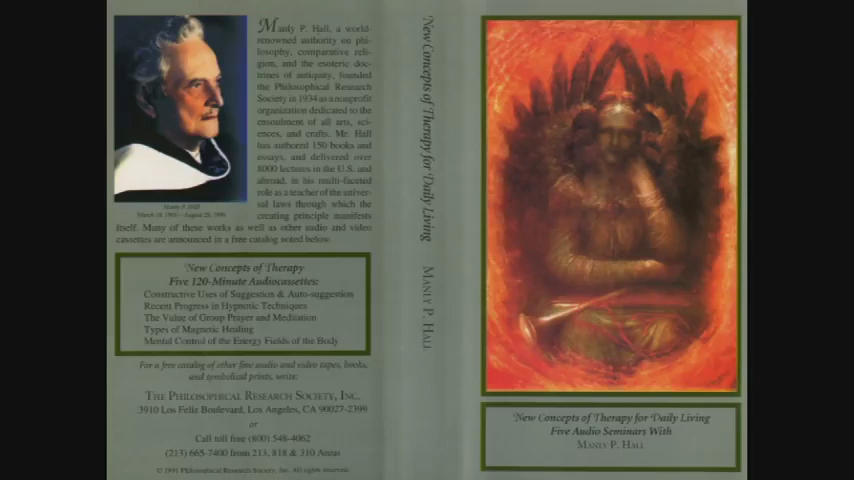 Manly P. Hall, a world-
renowned authority on phi-
losophy, comparative reli-
gion, and the esoteric doc-
trines of antiquity, founded
the Philosophical Research
Society in 1934 as a nonprofit
organization dedicated to the
ensoulment of all arts, sci-
ences, and crafts. Mr. Hall
has authored 150 books and
essays, and delivered over
8000 lectures in the U.S. and
abroad, in his multi-faceted
role as a teacher of the univer-
sal laws through which the
creating principle manifests
itself. Many of these works as well as other audio and video
cassettes are announced in a free catalog noted below.
Manly P. Hall
March 18, 1901—August 29, 1990
New Concepts of Therapy
Five 120-Minute Audiocassettes:
Constructive Uses of Suggestion & Auto-suggestion
Recent Progress in Hypnotic Techniques
The Value of Group Prayer and Meditation
Types of Magnetic Healing
Mental Control of the Energy Fields of the Body
For a free catalog of other fine audio and video tapes, books,
and symbolical prints, write:
THE PHILOSOPHICAL RESEARCH SOCIETY, INC.
3910 Los Feliz Boulevard, Los Angeles, CA 90027-2399
or
Call toll free (800) 548-4062
(213) 665-7400 from 213, 818 & 310 Areas
© 1991 Philosophical Research Society, Inc. All rights reserved.
New Concepts of Therapy for Daily Living MANLY P. HALL
New Concepts of Therapy for Daily Living
Five Audio Seminars With
MANLY P. HALL